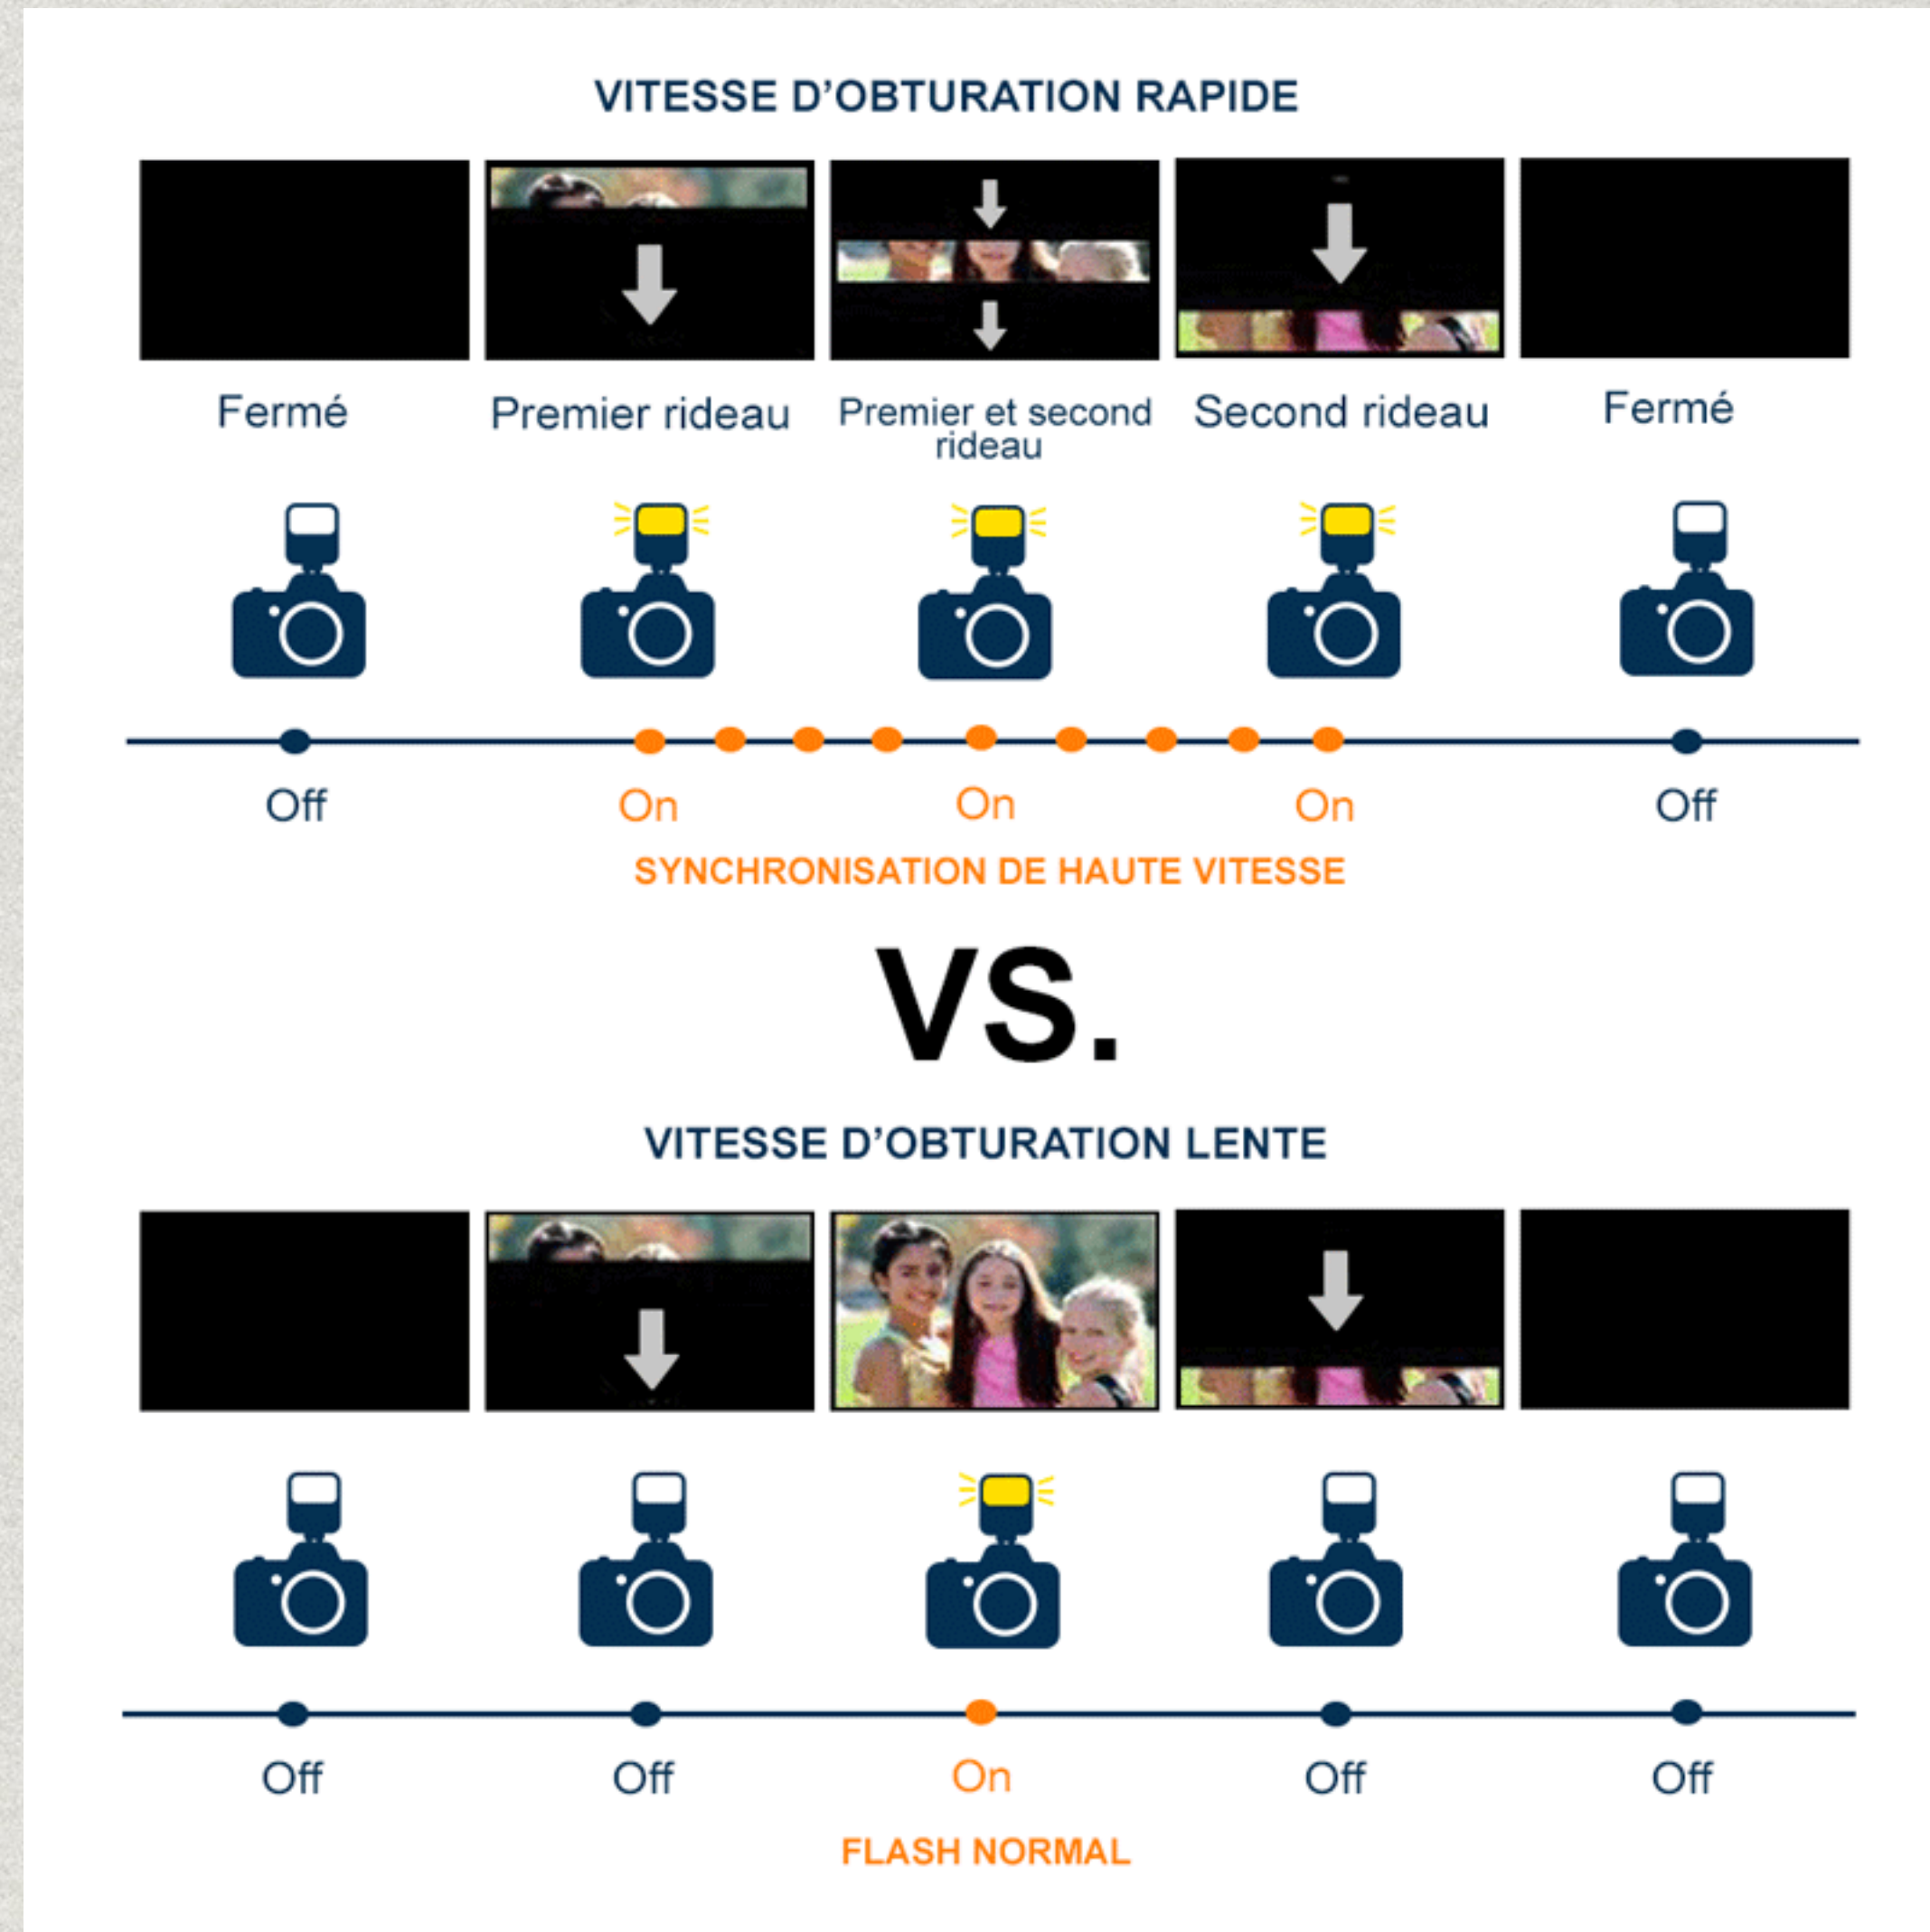 VITESSE D’OBTURATION RAPIDE
Fermé
Premier rideau
Premier et second
rideau
Second rideau
Fermé
Off
On
On
On
Off
SYNCHRONISATION DE HAUTE VITESSE
VS.
VITESSE D’OBTURATION LENTE
Off
Off
On
Off
Off
FLASH NORMAL